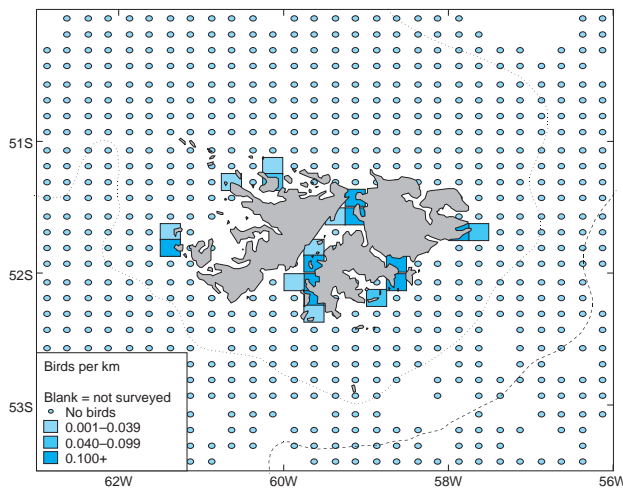 51S
52S
53S
Birds per km
Blank = not surveyed
No birds
0.001–0.039
0.040–0.099
0.100+
62W
60W
58W
56W